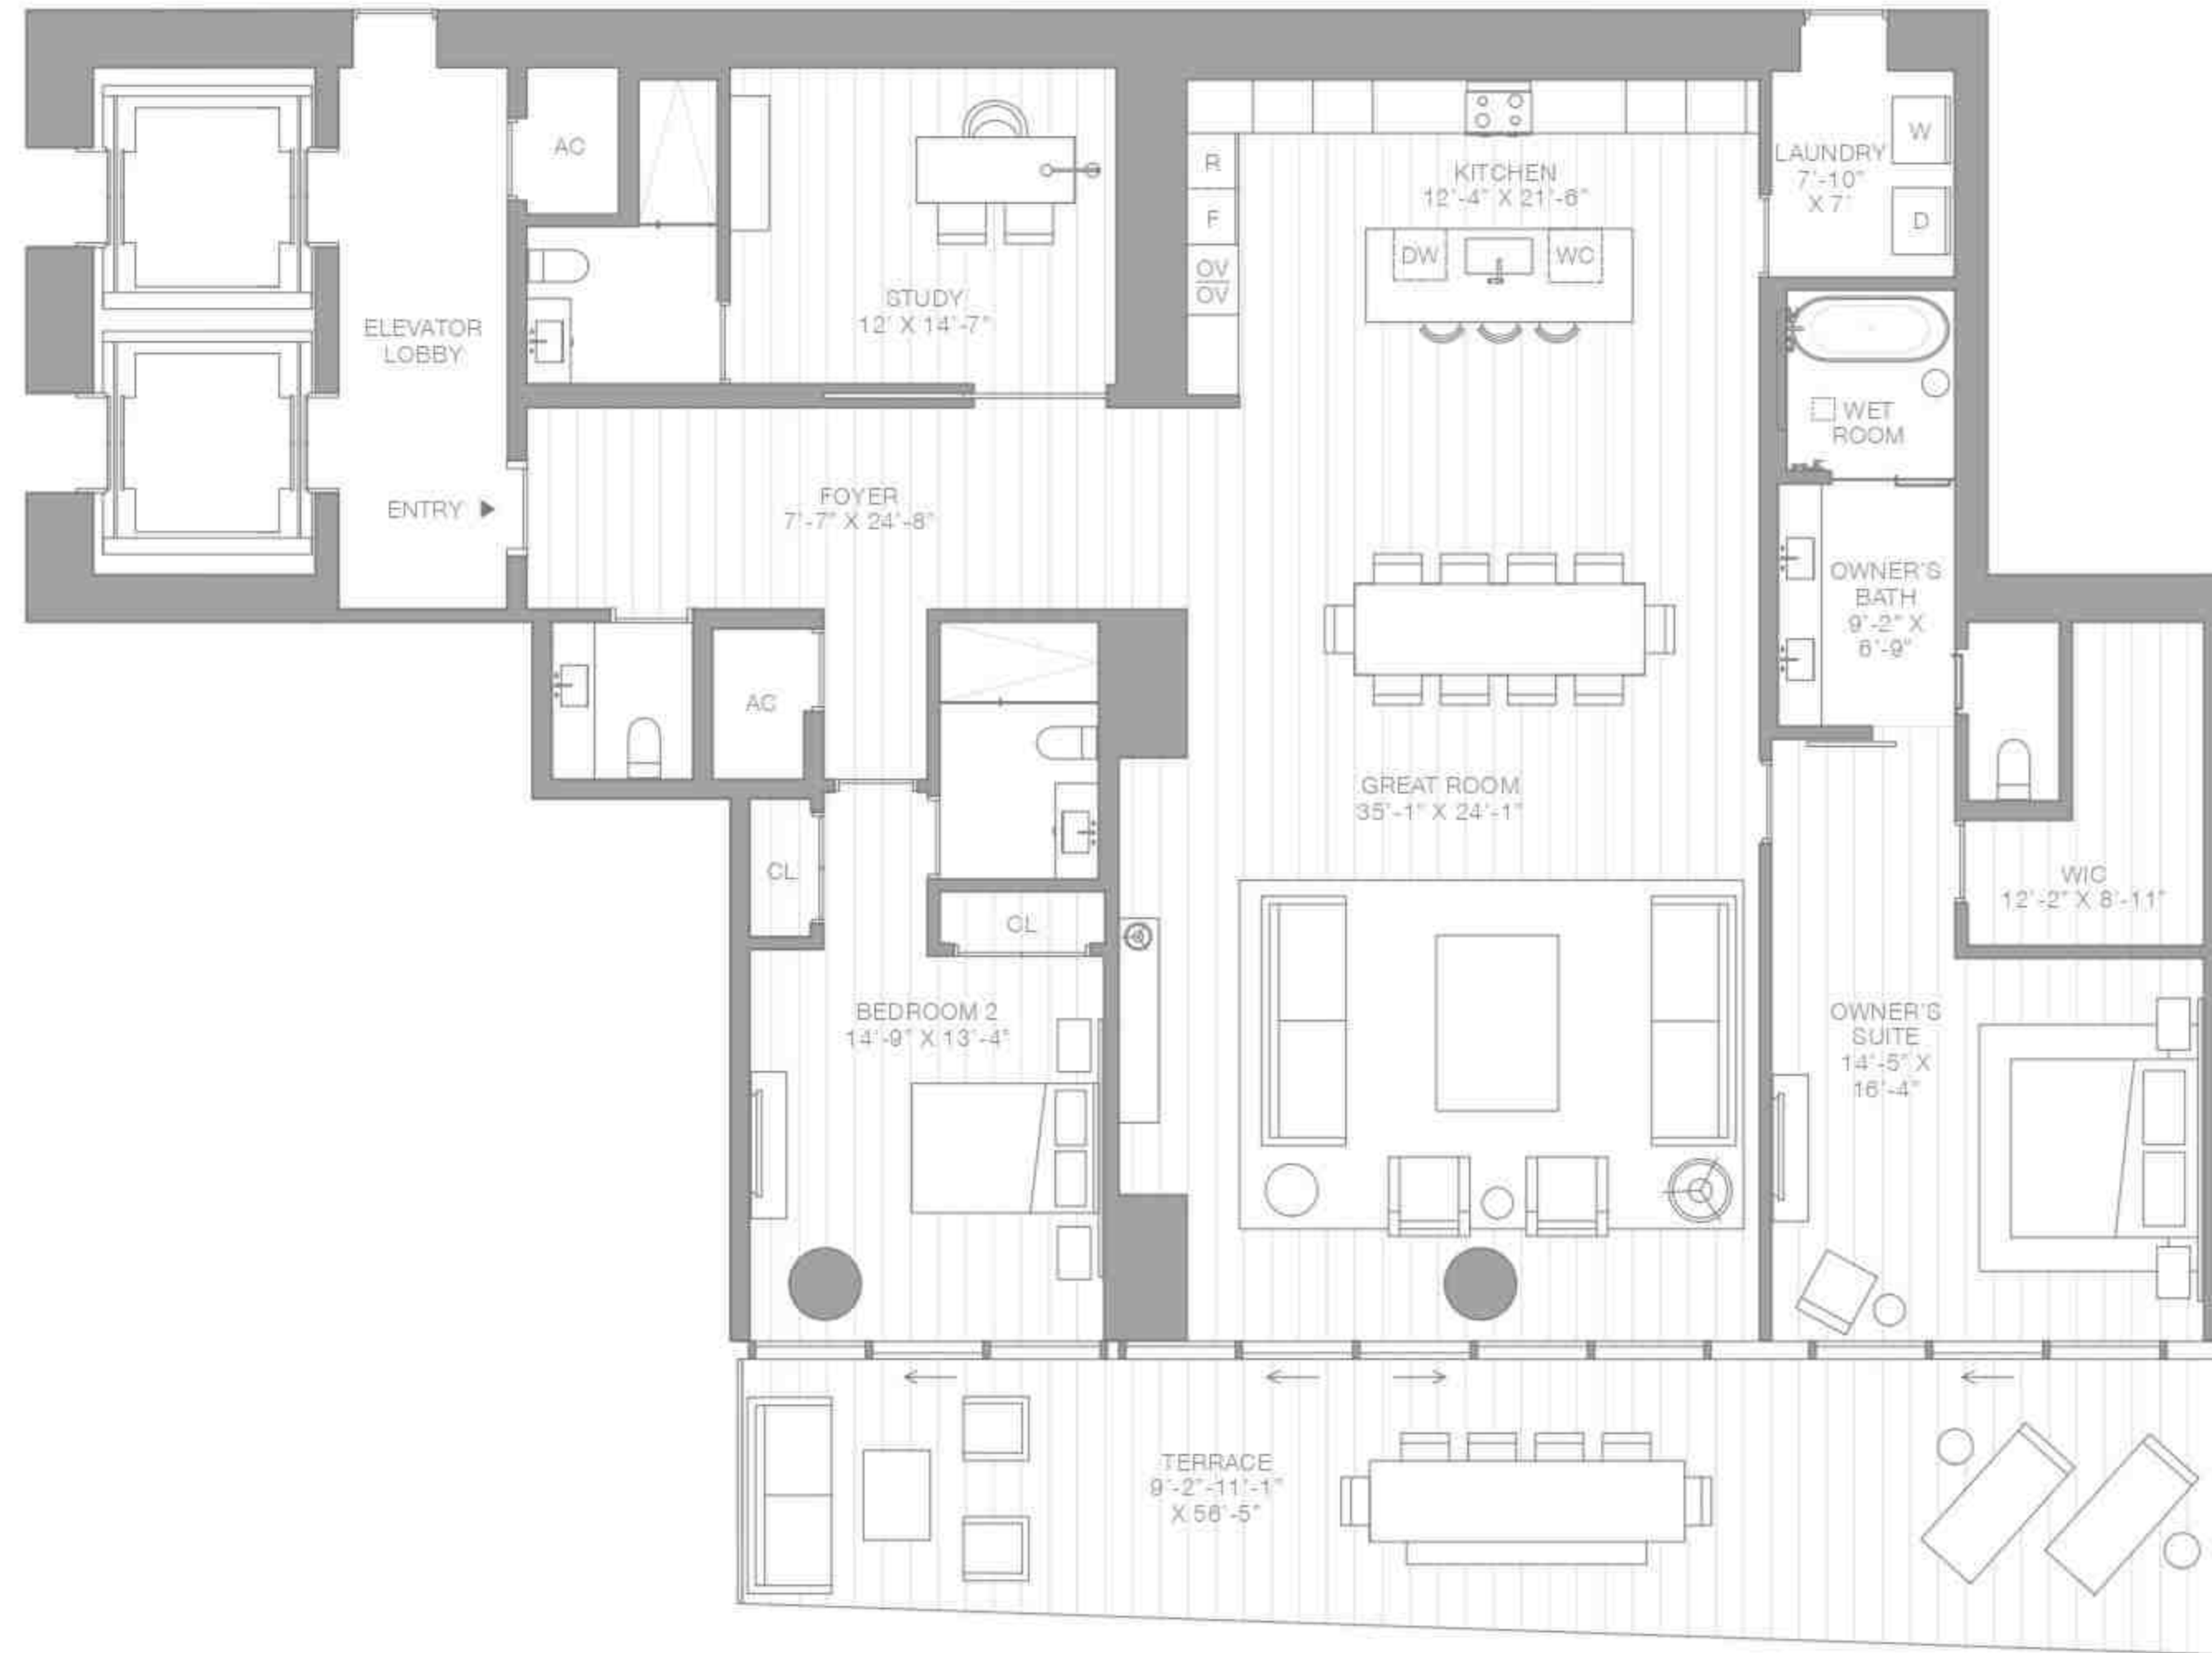 AC
W
LAUNDRY
7'-10"
X 7'
R
KITCHEN
12'-4" X 21'-6"
F
D
DW
WC
OV
OV
STUDY
12' X 14'-7"
ELEVATOR
LOBBY
WET
ROOM
ENTRY
FOYER
7'-7" X 24'-8"
OWNER'S
BATH
9'-2" X
6'-9"
AC
GREAT ROOM
35'-1" X 24'-1"
CL
WIC
12'-2" X 8'-11"
CL
BEDROOM 2
14'-9" X 13'-4"
OWNER'S
SUITE
14'-5" X
16'-4"
TERRACE
9'-2"-11'-1"
X 56'-5"